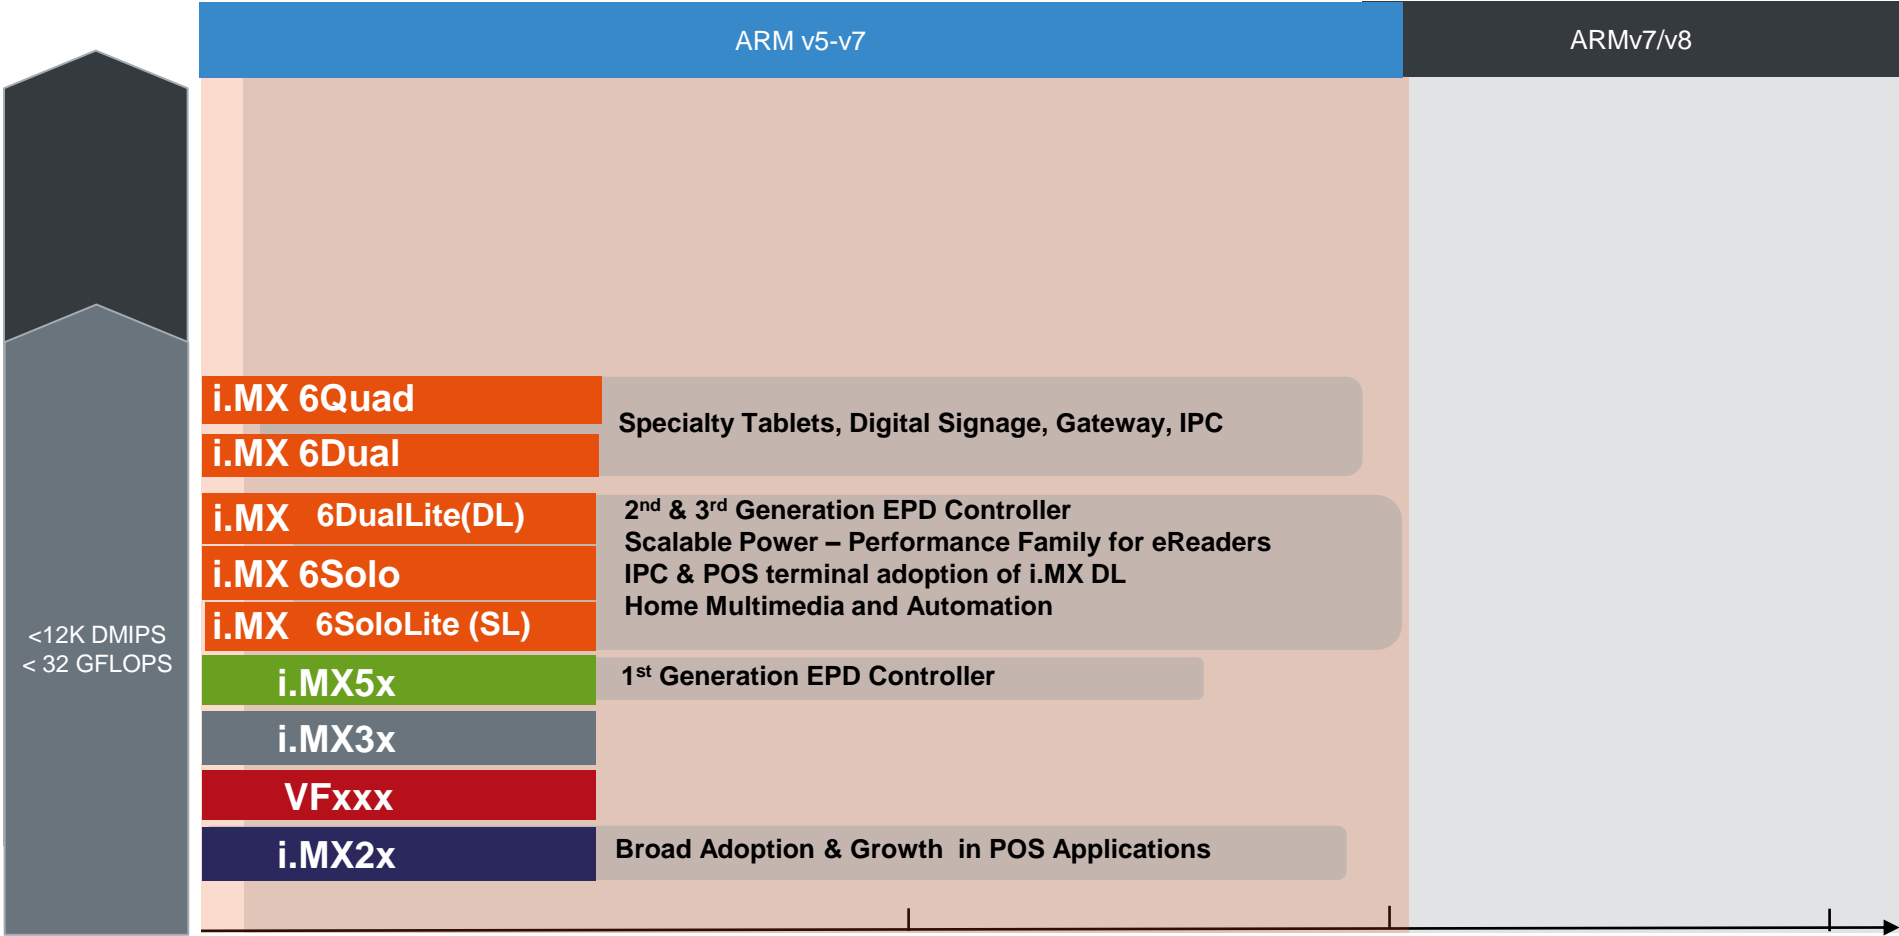 ARM v5-v7
ARMv7/v8
i.MX 6Quad
i.MX 6Dual
Specialty Tablets, Digital Signage, Gateway, IPC
i.MX 6DualLite(DL)
i.MX 6Solo
i.MX 6SoloLite (SL)
2nd & 3rd Generation EPD Controller
Scalable Power – Performance Family for eReaders
IPC & POS terminal adoption of i.MX DL
Home Multimedia and Automation
<12K DMIPS
< 32 GFLOPS
i.MX5x
1st Generation EPD Controller
i.MX3x
VFxxx
i.MX2x
Broad Adoption & Growth in POS Applications